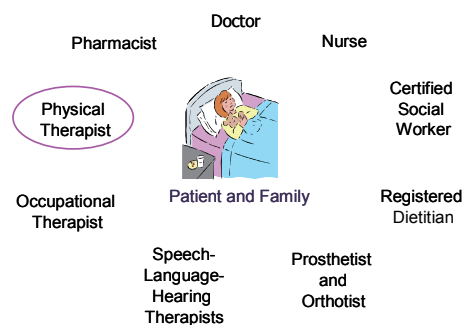 Doctor
Pharmacist
Nurse
Physical
Therapist
Certified
Social
Worker
Occupational
Therapist
Patient and Family
Registered
Dietitian
Speech-
Language-
Hearing
Therapists
Prosthetist
and
Orthotist